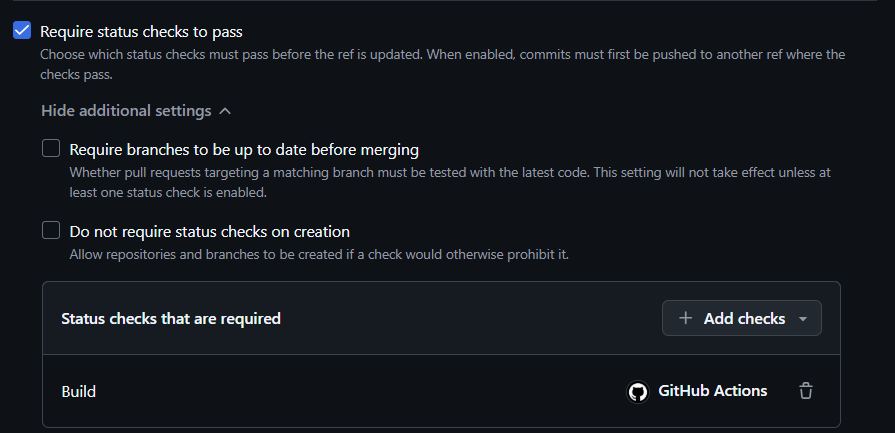 Require status checks to pass
Choose which status checks must pass before the ref is updated. When enabled, commits must first be pushed to another ref where the
checks pass.
Hide additional settings
Require branches to be up to date before merging
Whether pull requests targeting a matching branch must be tested with the latest code. This setting will not take effect unless at
least one status check is enabled.
Do not require status checks on creation
Allow repositories and branches to be created if a check would otherwise prohibit it.
Status checks that are required
Add checks
Build
GitHub Actions